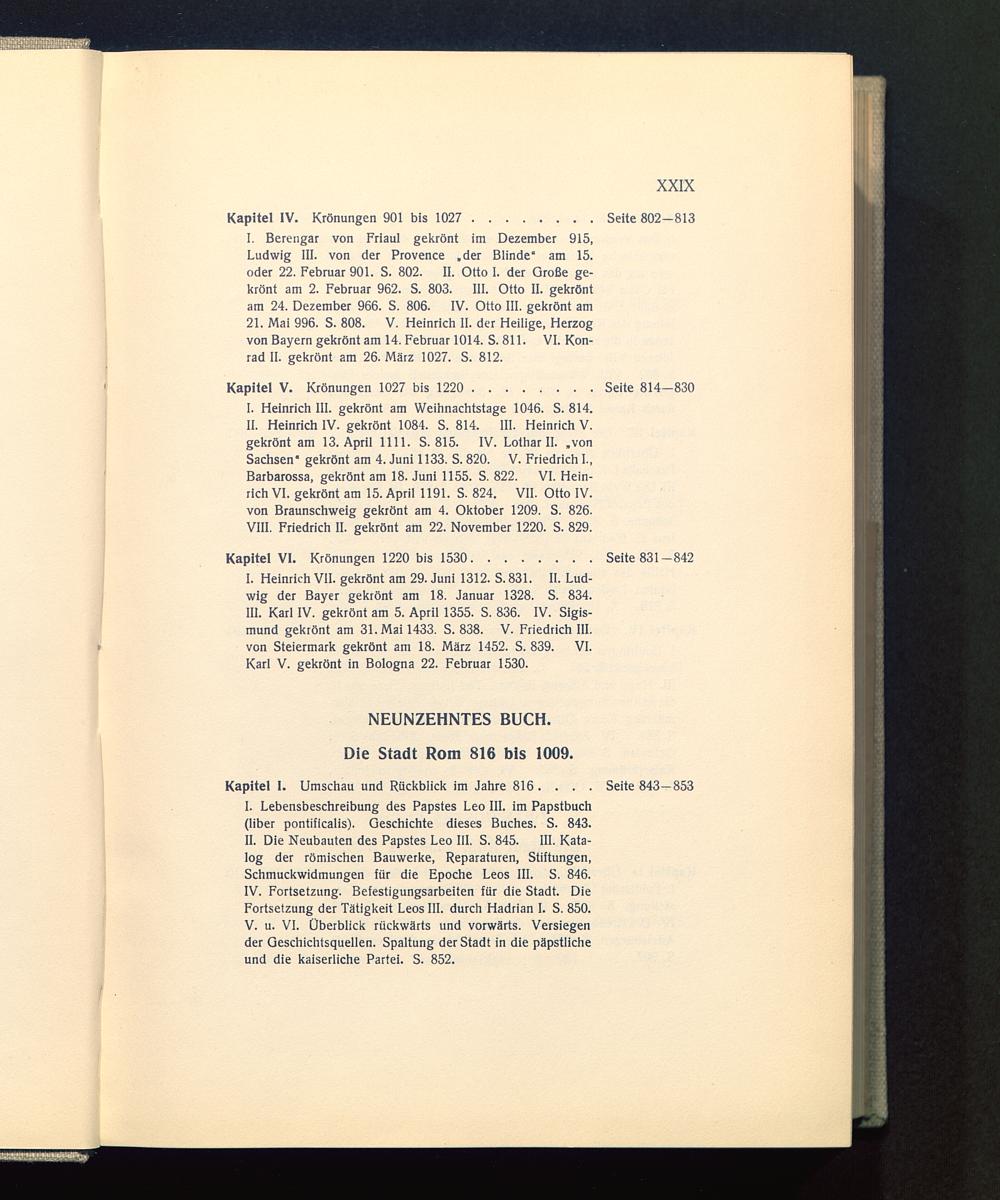 XXIX
Kapitel IV. Krönungen 901 bis 1027 . . . . . . . . Seite 802—813
I. Berengar von Friaul gekrönt im Dezember 915,
Ludwig III. von der Provence „der Blinde“ am 15.
oder 22. Februar 901. S. 802. II. Otto I. der Große ge-
krönt am 2. Februar 962. S. 803. III. Otto II. gekrönt
am 24. Dezember 966. S. 806. IV. Otto III. gekrönt am
21. Mai 996. S. 808. V. Heinrich II. der Heilige, Herzog
von Bayern gekrönt am 14. Februar 1014. S. 811. VI. Kon-
rad II. gekrönt am 26. März 1027. S. 812.
Kapitel V. Krönungen 1027 bis 1220 . . . . . . . . Seite 814—830
I. Heinrich III. gekrönt am Weihnachtstage 1046. S. 814.
II. Heinrich IV. gekrönt 1084. S. 814. III. Heinrich V.
gekrönt am 13. April 1111. S. 815. IV. Lothar II. „von
Sachsen“ gekrönt am 4. Juni 1133. S. 820. V. Friedrich I.,
Barbarossa, gekrönt am 18. Juni 1155. S. 822. VI. Hein-
rich VI. gekrönt am 15. April 1191. S. 824. VII. Otto IV.
von Braunschweig gekrönt am 4. Oktober 1209. S. 826.
VIII. Friedrich II. gekrönt am 22. November 1220. S. 829.
Kapitel VI. Krönungen 1220 bis 1530. . . . . . . . Seite 831—842
I. Heinrich VII. gekrönt am 29. Juni 1312. S. 831. II. Lud-
wig der Bayer gekrönt am 18. Januar 1328. S. 834.
III. Karl IV. gekrönt am 5. April 1355. S. 836. IV. Sigis-
mund gekrönt am 31. Mai 1433. S. 838. V. Friedrich III.
von Steiermark gekrönt am 18. März 1452. S. 839. VI.
Karl V. gekrönt in Bologna 22. Februar 1530.
NEUNZEHNTES BUCH.
Die Stadt Rom 816 bis 1009.
Kapitel I. Umschau und Rückblick im Jahre 816. . . . Seite 843—853
I. Lebensbeschreibung des Papstes Leo III. im Papstbuch
(liber pontificalis). Geschichte dieses Buches. S. 843.
II. Die Neubauten des Papstes Leo III. S. 845. III. Kata-
log der römischen Bauwerke, Reparaturen, Stiftungen,
Schmuckwidmungen für die Epoche Leos III. S. 846.
IV. Fortsetzung. Befestigungsarbeiten für die Stadt. Die
Fortsetzung der Tätigkeit Leos III. durch Hadrian I. S. 850.
V. u. VI. Überblick rückwärts und vorwärts. Versiegen
der Geschichtsquellen. Spaltung der Stadt in die päpstliche
und die kaiserliche Partei. S. 852.